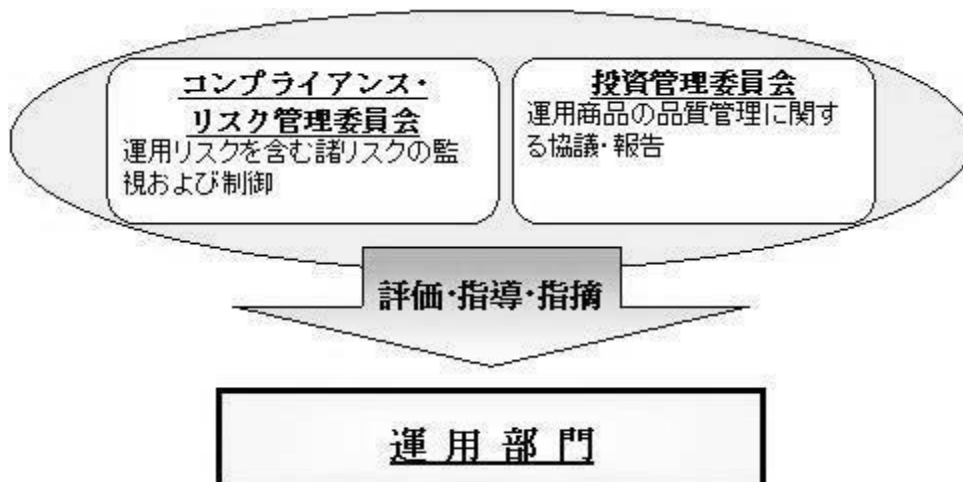 コンプライアンス・
リスク管理委員会
運用リスクを含む諸リスクの監
視および制御
投資管理委員会
運用商品の品質管理に関す
る協議・報告
評価・指導・指摘
運用部門